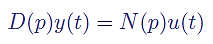 D(p)y(t) = N(p)u(t)